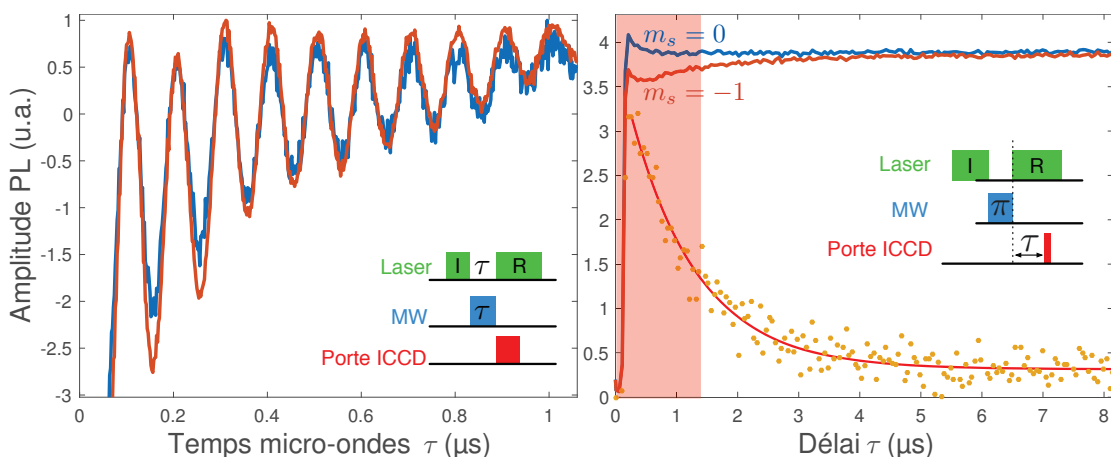 Amplitude PL (u.a.)
1
0.5
0
-0.5
-1
-1.5
-2
-2.5
-3
0 0.2 0.4 0.6 0.8 1
Temps micro-ondes τ (µs)
Laser I τ R
MW τ
Porte ICCD
4
3.5
3
2.5
2
1.5
1
0.5
0
0 1 2 3 4 5 6 7 8
Délai τ (µs)
m_s = 0
m_s = −1
Laser I R
MW π
τ
Porte ICCD